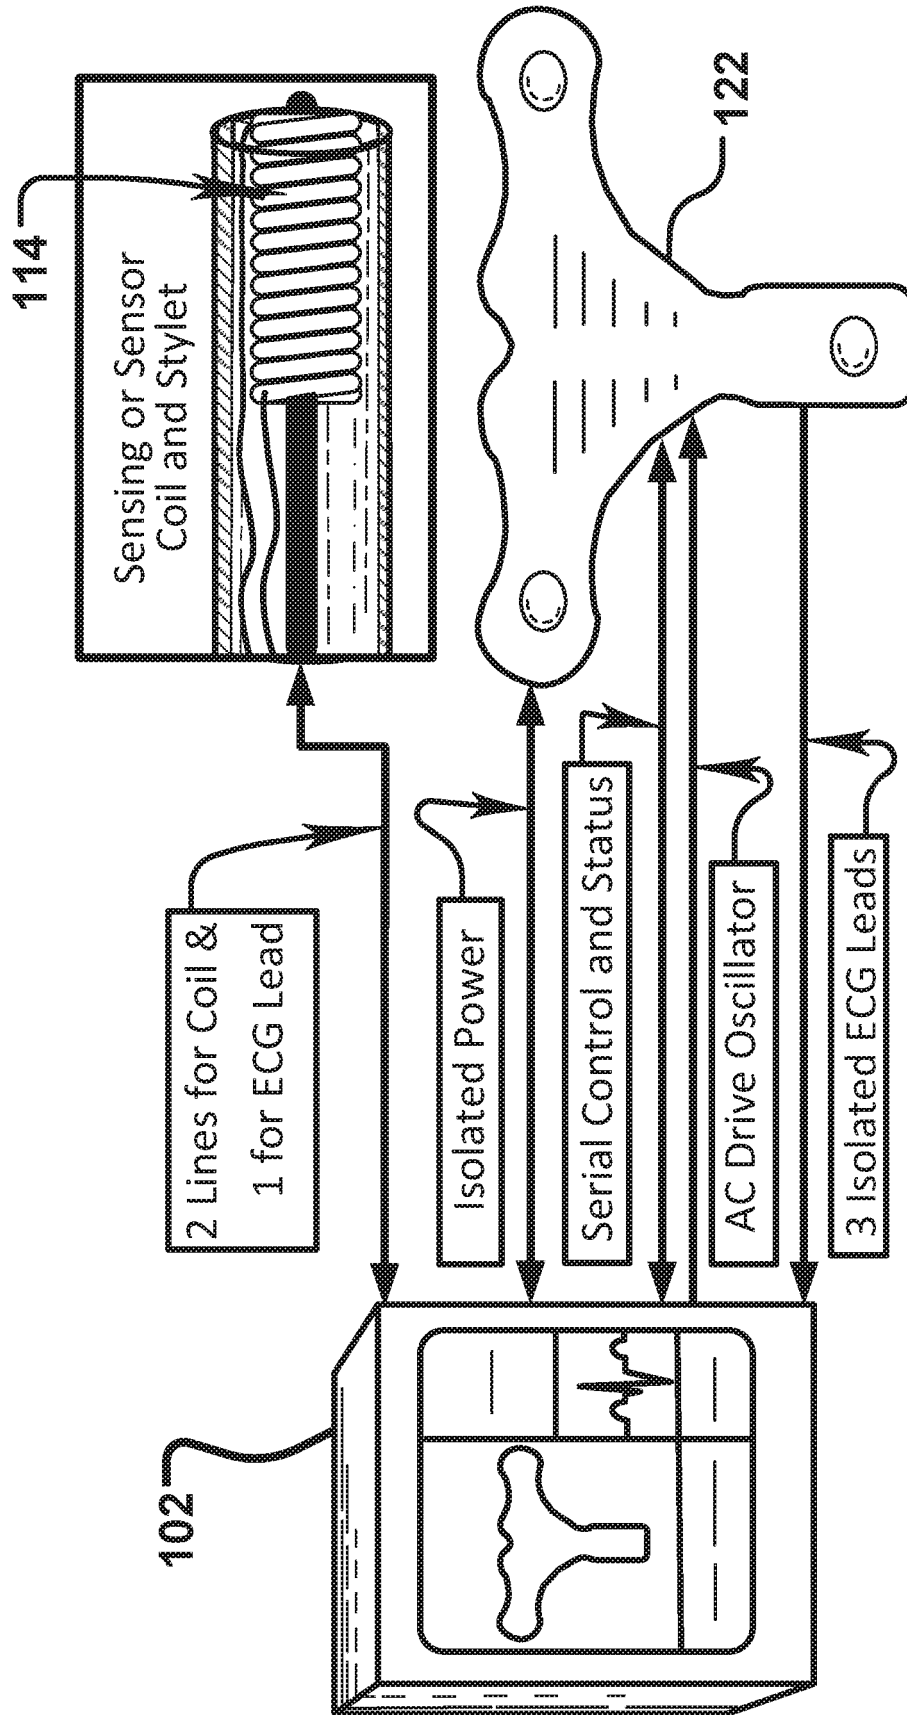 114
Sensing or Sensor
Coil and Stylet
122
2 Lines for Coil &
1 for ECG Lead
Isolated Power
Serial Control and Status
AC Drive Oscillator
3 Isolated ECG Leads
102